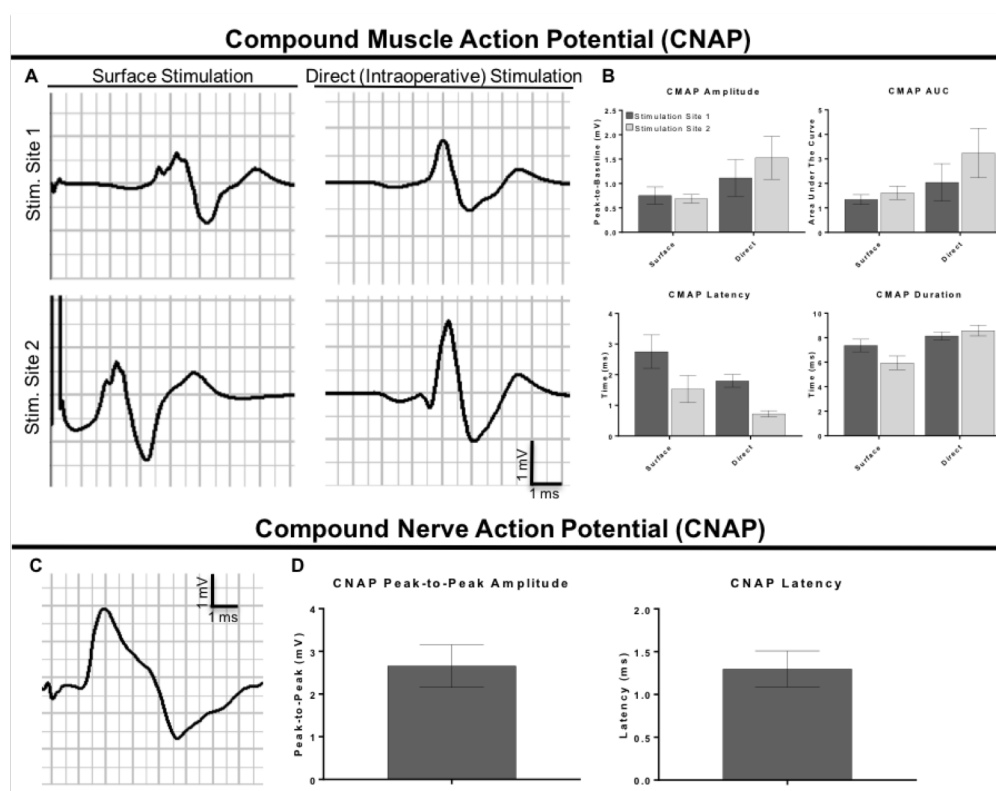 Compound Muscle Action Potential (CNAP)
A
Surface Stimulation
Direct (Intraoperative) Stimulation
Stim. Site 1
Stim. Site 2
1 mV
1 ms
B
CMAP Amplitude
Peak-to-Baseline (mV)
2.5
2.0
1.5
1.0
0.5
0.0
Stimulation Site 1
Stimulation Site 2
Surface
Direct
CMAP AUC
Area Under The Curve
5
4
3
2
1
0
Surface
Direct
CMAP Latency
Time (ms)
4
3
2
1
0
Surface
Direct
CMAP Duration
Time (ms)
10
8
6
4
2
0
Surface
Direct
Compound Nerve Action Potential (CNAP)
C
1 mV
1 ms
D
CNAP Peak-to-Peak Amplitude
Peak-to-Peak (mV)
4
3
2
1
0
CNAP Latency
Latency (ms)
2.0
1.5
1.0
0.5
0.0